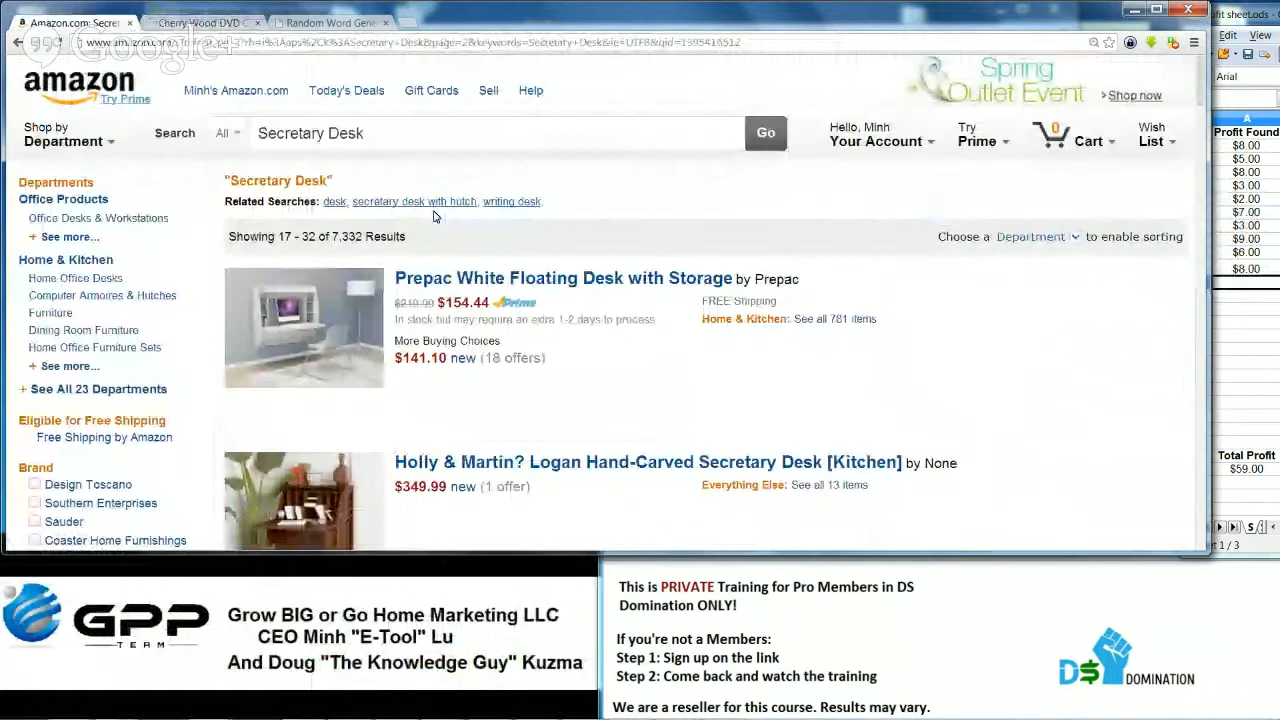 Amazon.com: Secret
Cherry Wood DVD C
Random Word Gene
ofit sheet.ods -
Google+
Edit View
Arial
amazon
Try Prime
Minh's Amazon.com Today's Deals Gift Cards Sell Help
Spring
Outlet Event
Shop now
Shop by
Department
Search All Secretary Desk Go
Hello, Minh
Your Account
Try
Prime
0
Cart
Wish
List
A
Profit Found
$8.00
$5.00
$8.00
$8.00
$2.00
$7.00
$3.00
$9.00
$6.00
$8.00
Total Profit
$59.00
Departments
Office Products
Office Desks & Workstations
+ See more...
Home & Kitchen
Home Office Desks
Computer Armoires & Hutches
Furniture
Dining Room Furniture
Home Office Furniture Sets
+ See more...
+ See All 23 Departments
Eligible for Free Shipping
Free Shipping by Amazon
Brand
Design Toscano
Southern Enterprises
Sauder
Coaster Home Furnishings
"Secretary Desk"
Related Searches: desk, secretary desk with hutch, writing desk.
Showing 17 - 32 of 7,332 Results
Choose a Department to enable sorting
Prepac White Floating Desk with Storage by Prepac
$219.99 $154.44 Prime
In stock but may require an extra 1-2 days to process
More Buying Choices
$141.10 new (18 offers)
FREE Shipping
Home & Kitchen: See all 781 items
Holly & Martin? Logan Hand-Carved Secretary Desk [Kitchen] by None
$349.99 new (1 offer)
Everything Else: See all 13 items
et 1 / 3
GPP
TEAM
Grow BIG or Go Home Marketing LLC
CEO Minh "E-Tool" Lu
And Doug "The Knowledge Guy" Kuzma
This is PRIVATE Training for Pro Members in DS
Domination ONLY!
If you're not a Members:
Step 1: Sign up on the link
Step 2: Come back and watch the training
We are a reseller for this course. Results may vary.
D$ DOMINATION